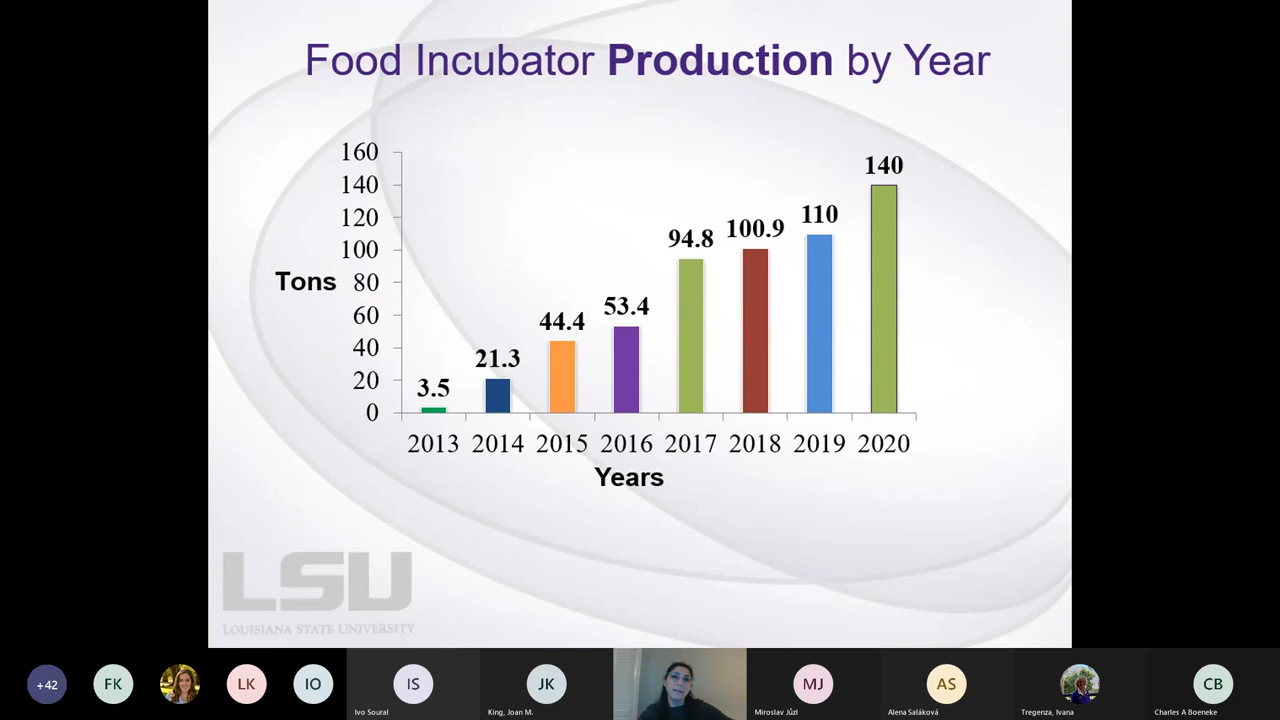 Food Incubator Production by Year
160
140
120
100
80
60
40
20
0
Tons
3.5
21.3
44.4
53.4
94.8
100.9
110
140
2013 2014 2015 2016 2017 2018 2019 2020
Years
LSU
LOUISIANA STATE UNIVERSITY
+42
FK
LK
IO
IS
Ivo Soural
JK
King, Joan M.
MJ
Miroslav Jůzl
AS
Alena Saláková
Tregenza, Ivana
CB
Charles A Boeneke